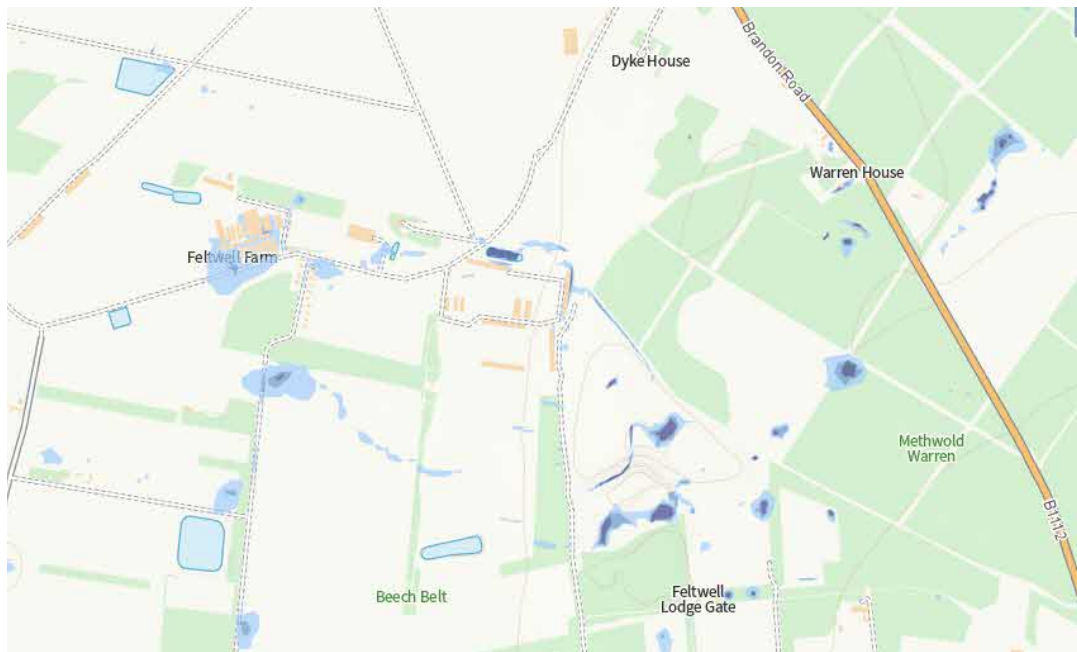 Dyke House
Brandon Road
Warren House
Feltwell Farm
Methwold
Warren
B1112
Beech Belt
Feltwell
Lodge Gate